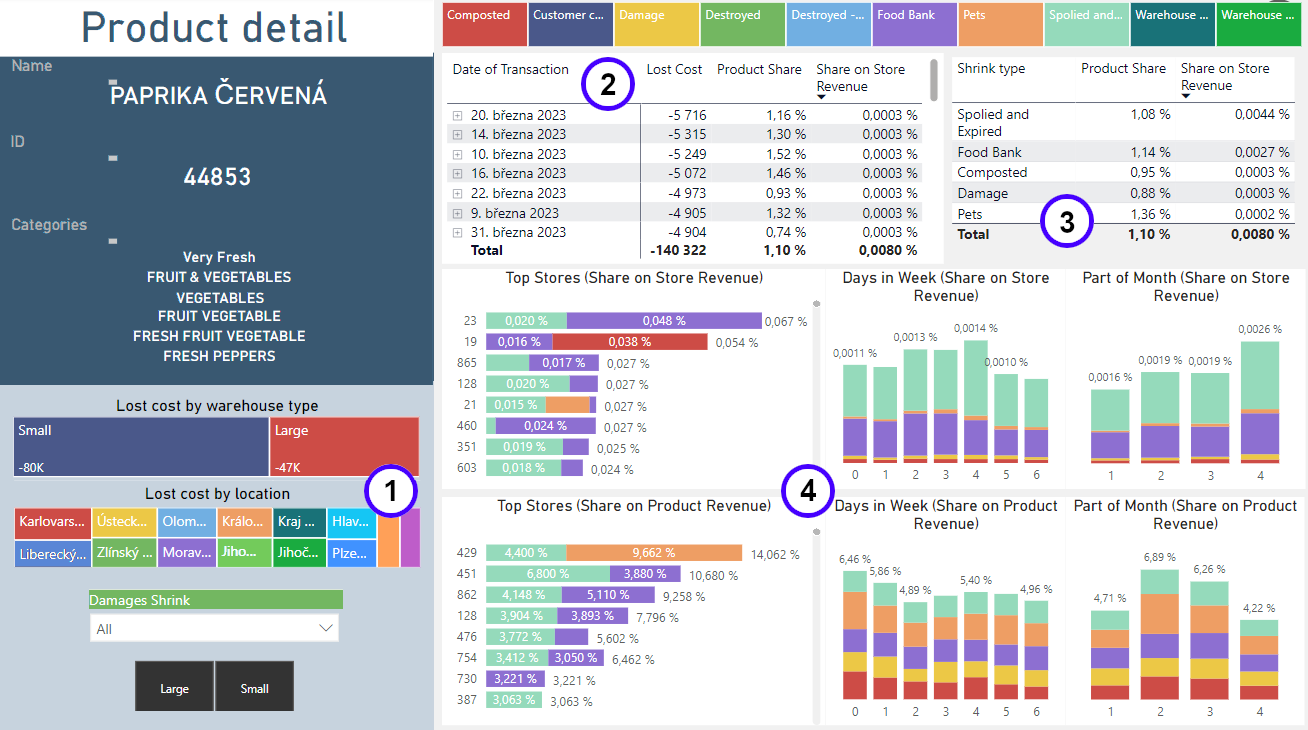 Product detail
Name
PAPRIKA ČERVENÁ
ID
44853
Categories
Very Fresh
FRUIT & VEGETABLES
VEGETABLES
FRUIT VEGETABLE
FRESH FRUIT VEGETABLE
FRESH PEPPERS
Lost cost by warehouse type
Small
-80K
Large
-47K
Lost cost by location
1
Karlovars...
Ústeck...
Olom...
Králo...
Kraj ...
Hlav...
Liberecký...
Zlínský ...
Morav...
Jiho...
Jihoč...
Plze...
Damages Shrink
All
Large
Small
Composted
Customer c...
Damage
Destroyed
Destroyed -...
Food Bank
Pets
Spolied and...
Warehouse ...
Warehouse ...
2
Date of Transaction Lost Cost Product Share Share on Store Revenue
20. března 2023 -5 716 1,16 % 0,0003 %
14. března 2023 -5 315 1,30 % 0,0003 %
10. března 2023 -5 249 1,52 % 0,0003 %
16. března 2023 -5 072 1,46 % 0,0003 %
22. března 2023 -4 973 0,93 % 0,0003 %
9. března 2023 -4 905 1,32 % 0,0003 %
31. března 2023 -4 904 0,74 % 0,0003 %
Total -140 322 1,10 % 0,0080 %
Shrink type Product Share Share on Store Revenue
Spolied and Expired 1,08 % 0,0044 %
Food Bank 1,14 % 0,0027 %
Composted 0,95 % 0,0003 %
Damage 0,88 % 0,0003 %
Pets 1,36 % 0,0002 %
Total 1,10 % 0,0080 %
3
Top Stores (Share on Store Revenue)
23 0,020 % 0,048 % 0,067 %
19 0,016 % 0,038 % 0,054 %
865 0,017 % 0,027 %
128 0,020 % 0,027 %
21 0,015 % 0,027 %
460 0,024 % 0,027 %
351 0,019 % 0,025 %
603 0,018 % 0,024 %
Days in Week (Share on Store
Revenue)
0,0011 %
0,0013 %
0,0014 %
0,0010 %
0 1 2 3 4 5 6
Part of Month (Share on Store
Revenue)
0,0016 %
0,0019 %
0,0019 %
0,0026 %
1 2 3 4
4
Top Stores (Share on Product Revenue)
429 4,400 % 9,662 % 14,062 %
451 6,800 % 3,880 % 10,680 %
862 4,148 % 5,110 % 9,258 %
128 3,904 % 3,893 % 7,796 %
476 3,772 % 5,602 %
754 3,412 % 3,050 % 6,462 %
730 3,221 % 3,221 %
387 3,063 % 3,063 %
Days in Week (Share on Product
Revenue)
6,46 %
5,86 %
4,89 %
5,40 %
4,96 %
0 1 2 3 4 5 6
Part of Month (Share on Product
Revenue)
4,71 %
6,89 %
6,26 %
4,22 %
1 2 3 4